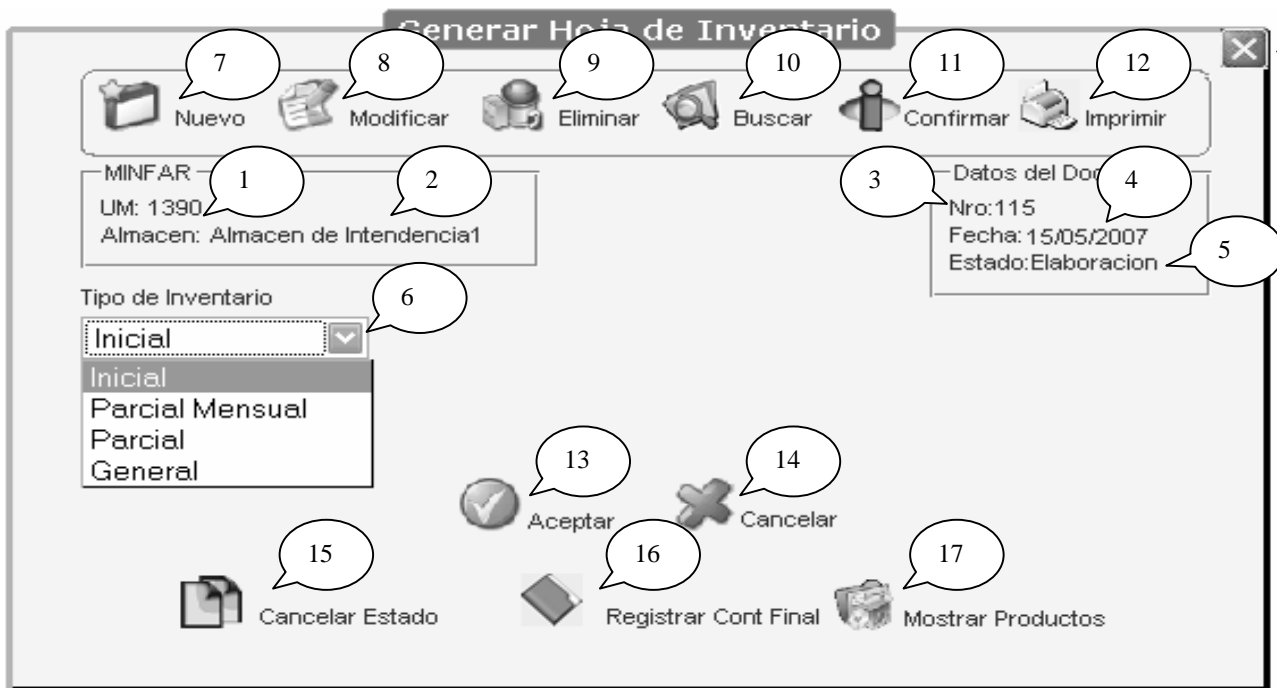 Generar Hoja de Inventario
7 8 9 10 11 12
Nuevo Modificar Eliminar Buscar Confirmar Imprimir
MINFAR
1 2
UM: 1390
Almacen: Almacen de Intendencia1
3 4
Datos del Doc
Nro:115
Fecha: 15/05/2007
Estado:Elaboracion
5
Tipo de Inventario
6
Inicial
Inicial
Parcial Mensual
Parcial
General
13 14
Aceptar Cancelar
15 16 17
Cancelar Estado Registrar Cont Final Mostrar Productos